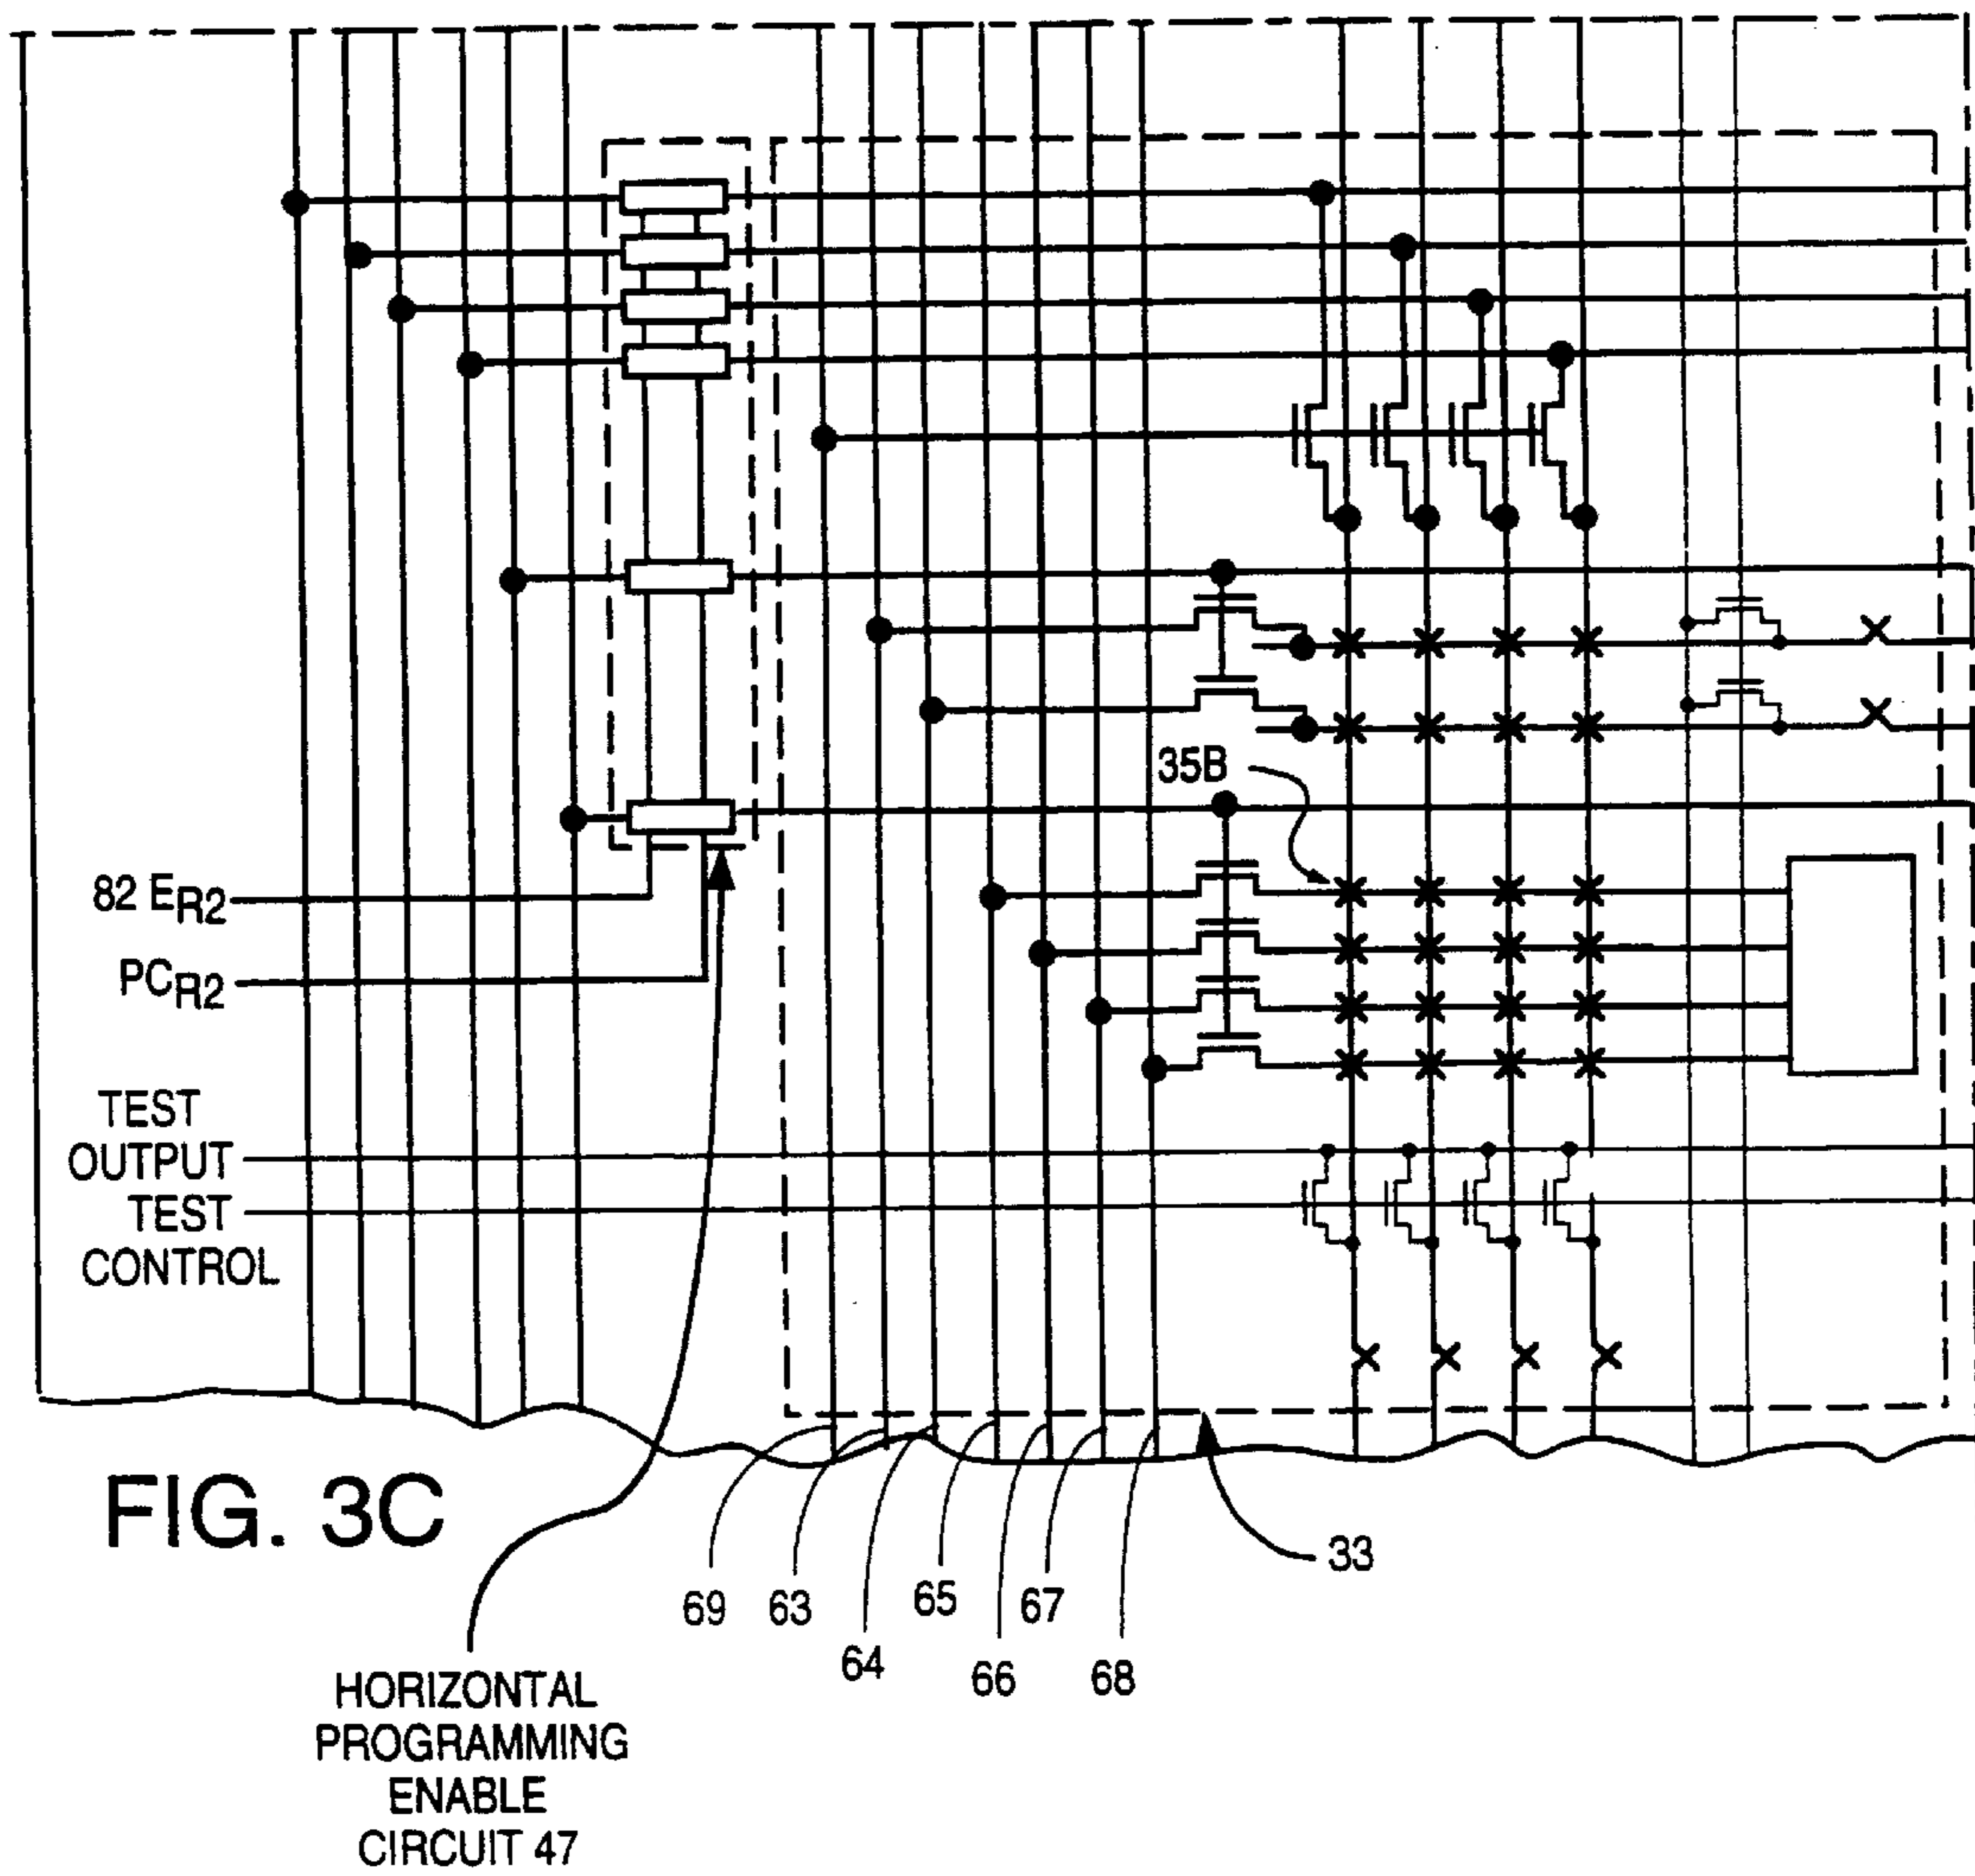 35B
82 ER2
PCR2
TEST
OUTPUT
TEST
CONTROL
FIG. 3C
33
69
63
65
67
64
66
68
HORIZONTAL
PROGRAMMING
ENABLE
CIRCUIT 47